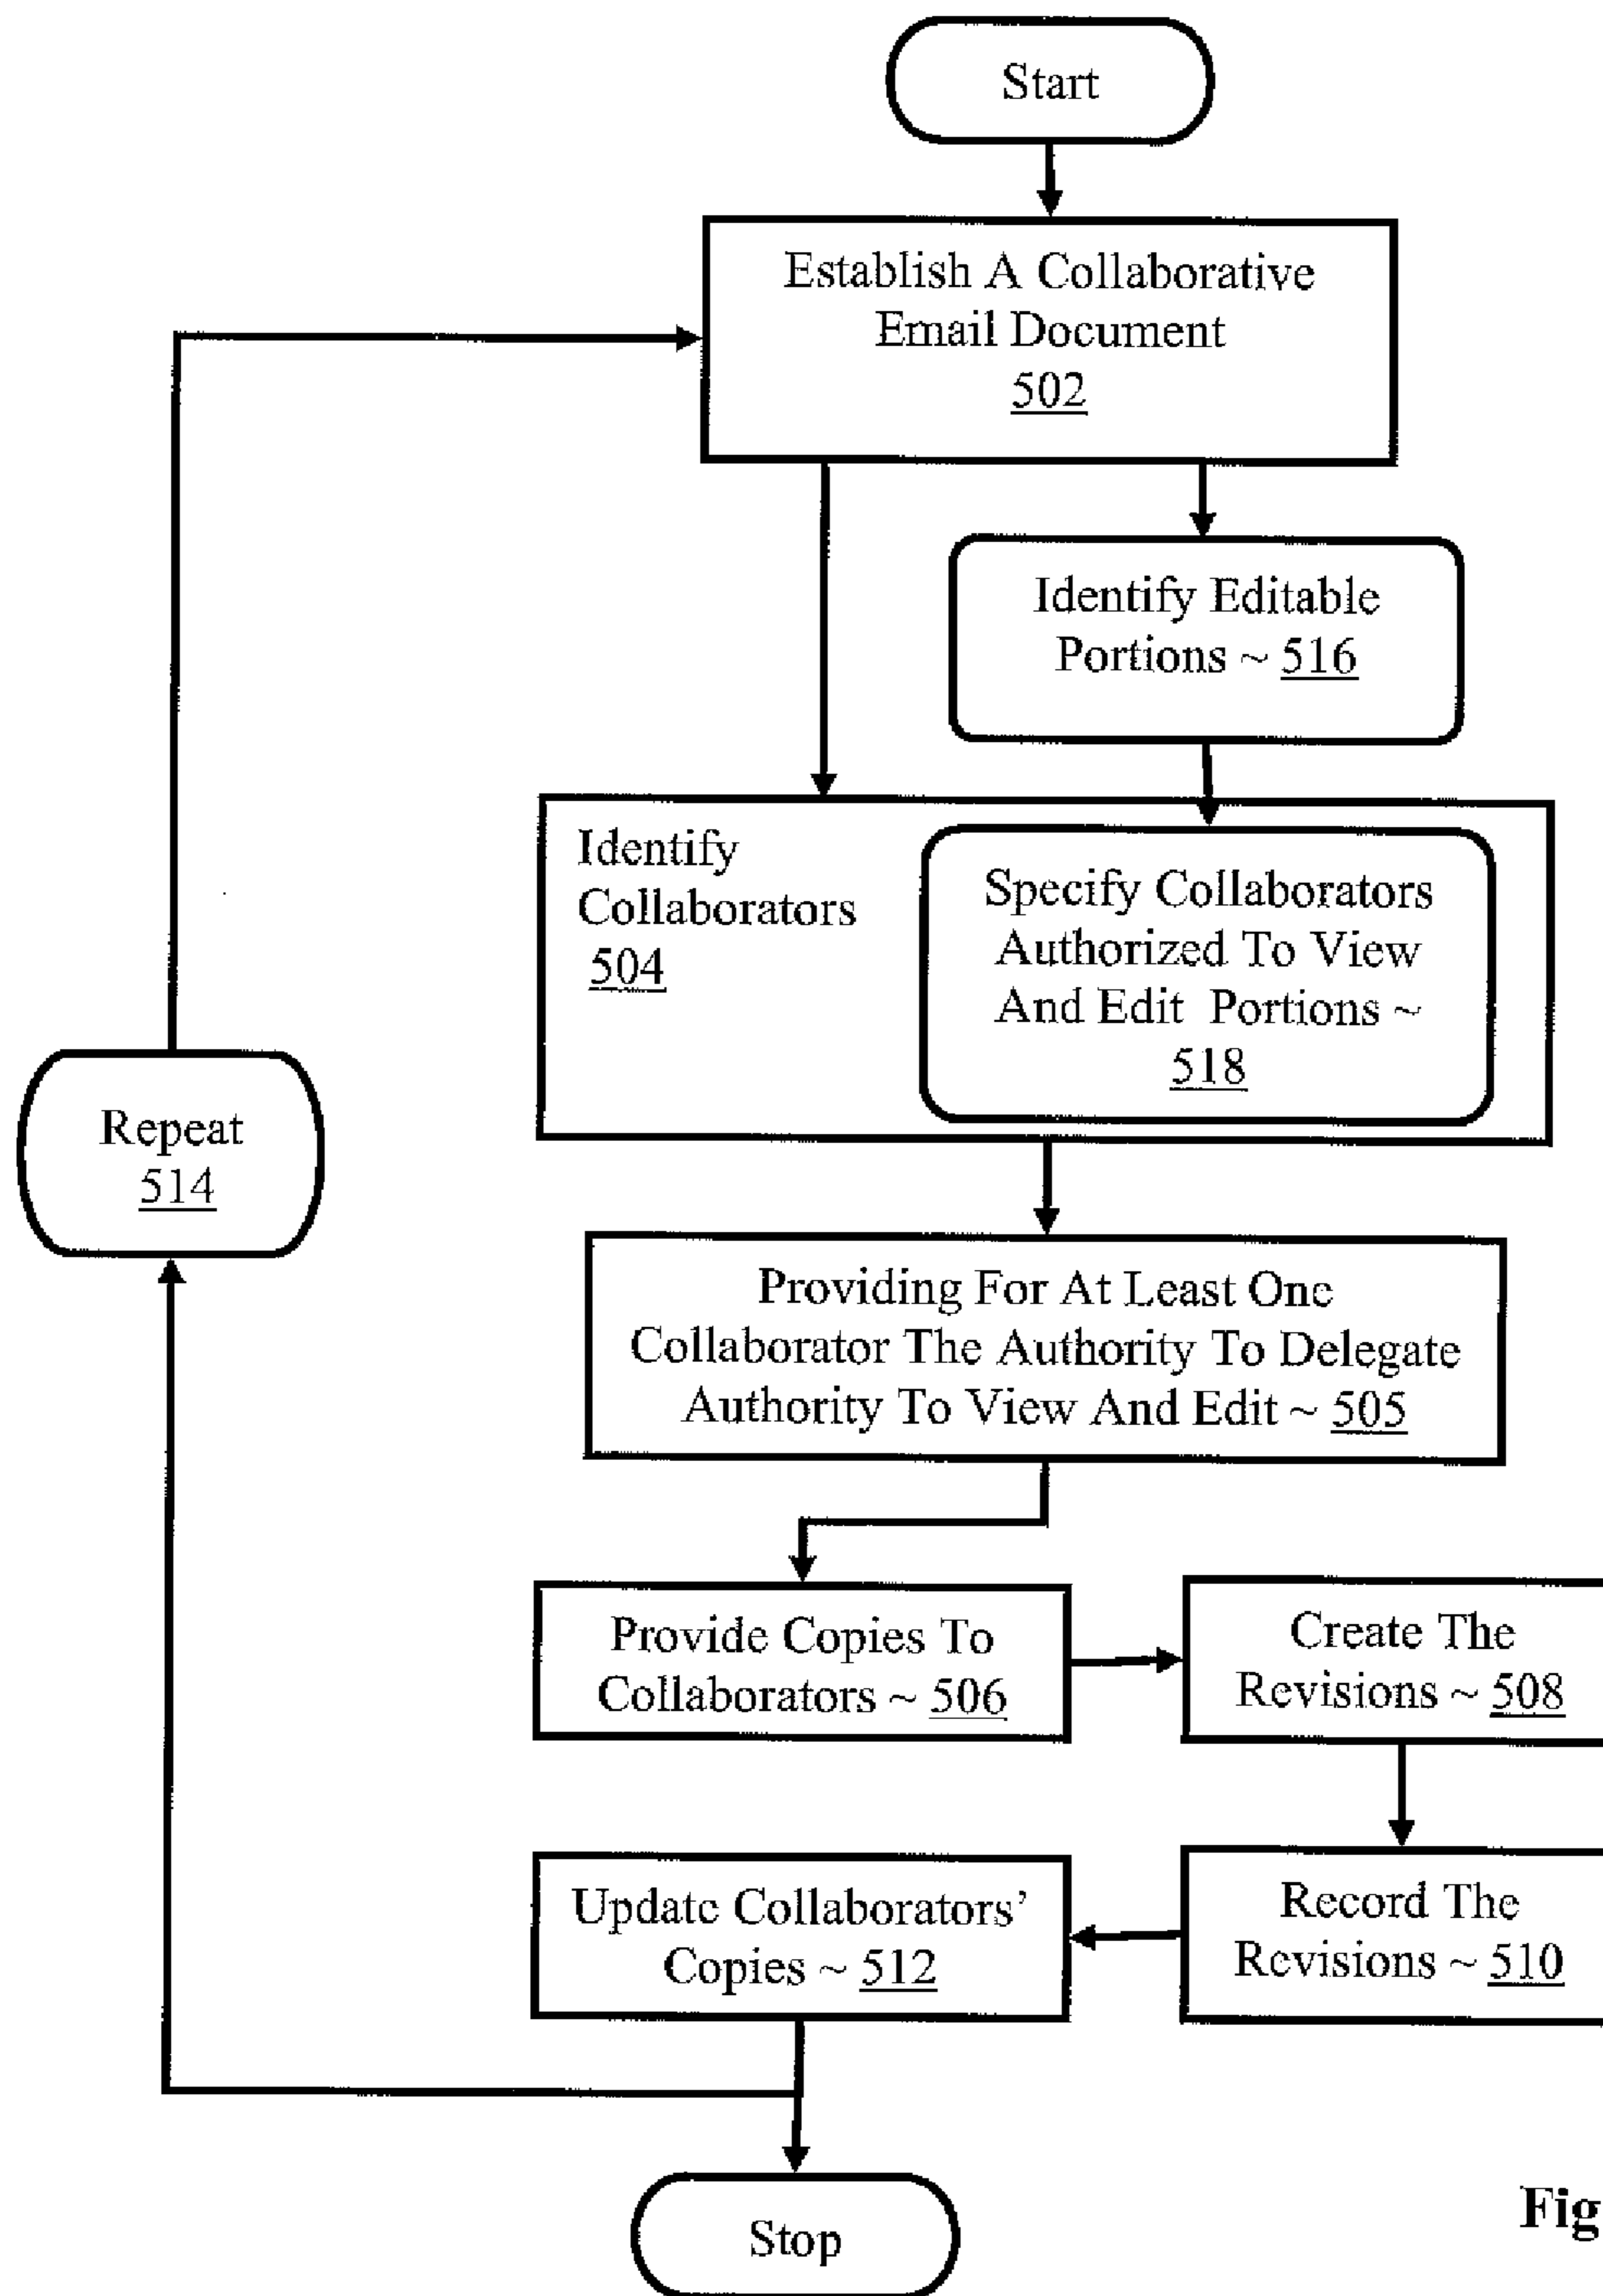 Start
Establish A Collaborative
Email Document
502
Identify Editable
Portions ~ 516
Identify
Collaborators
504
Specify Collaborators
Authorized To View
And Edit Portions ~
518
Repeat
514
Providing For At Least One
Collaborator The Authority To Delegate
Authority To View And Edit ~ 505
Provide Copies To
Collaborators ~ 506
Create The
Revisions ~ 508
Update Collaborators’
Copies ~ 512
Record The
Revisions ~ 510
Stop
Fig